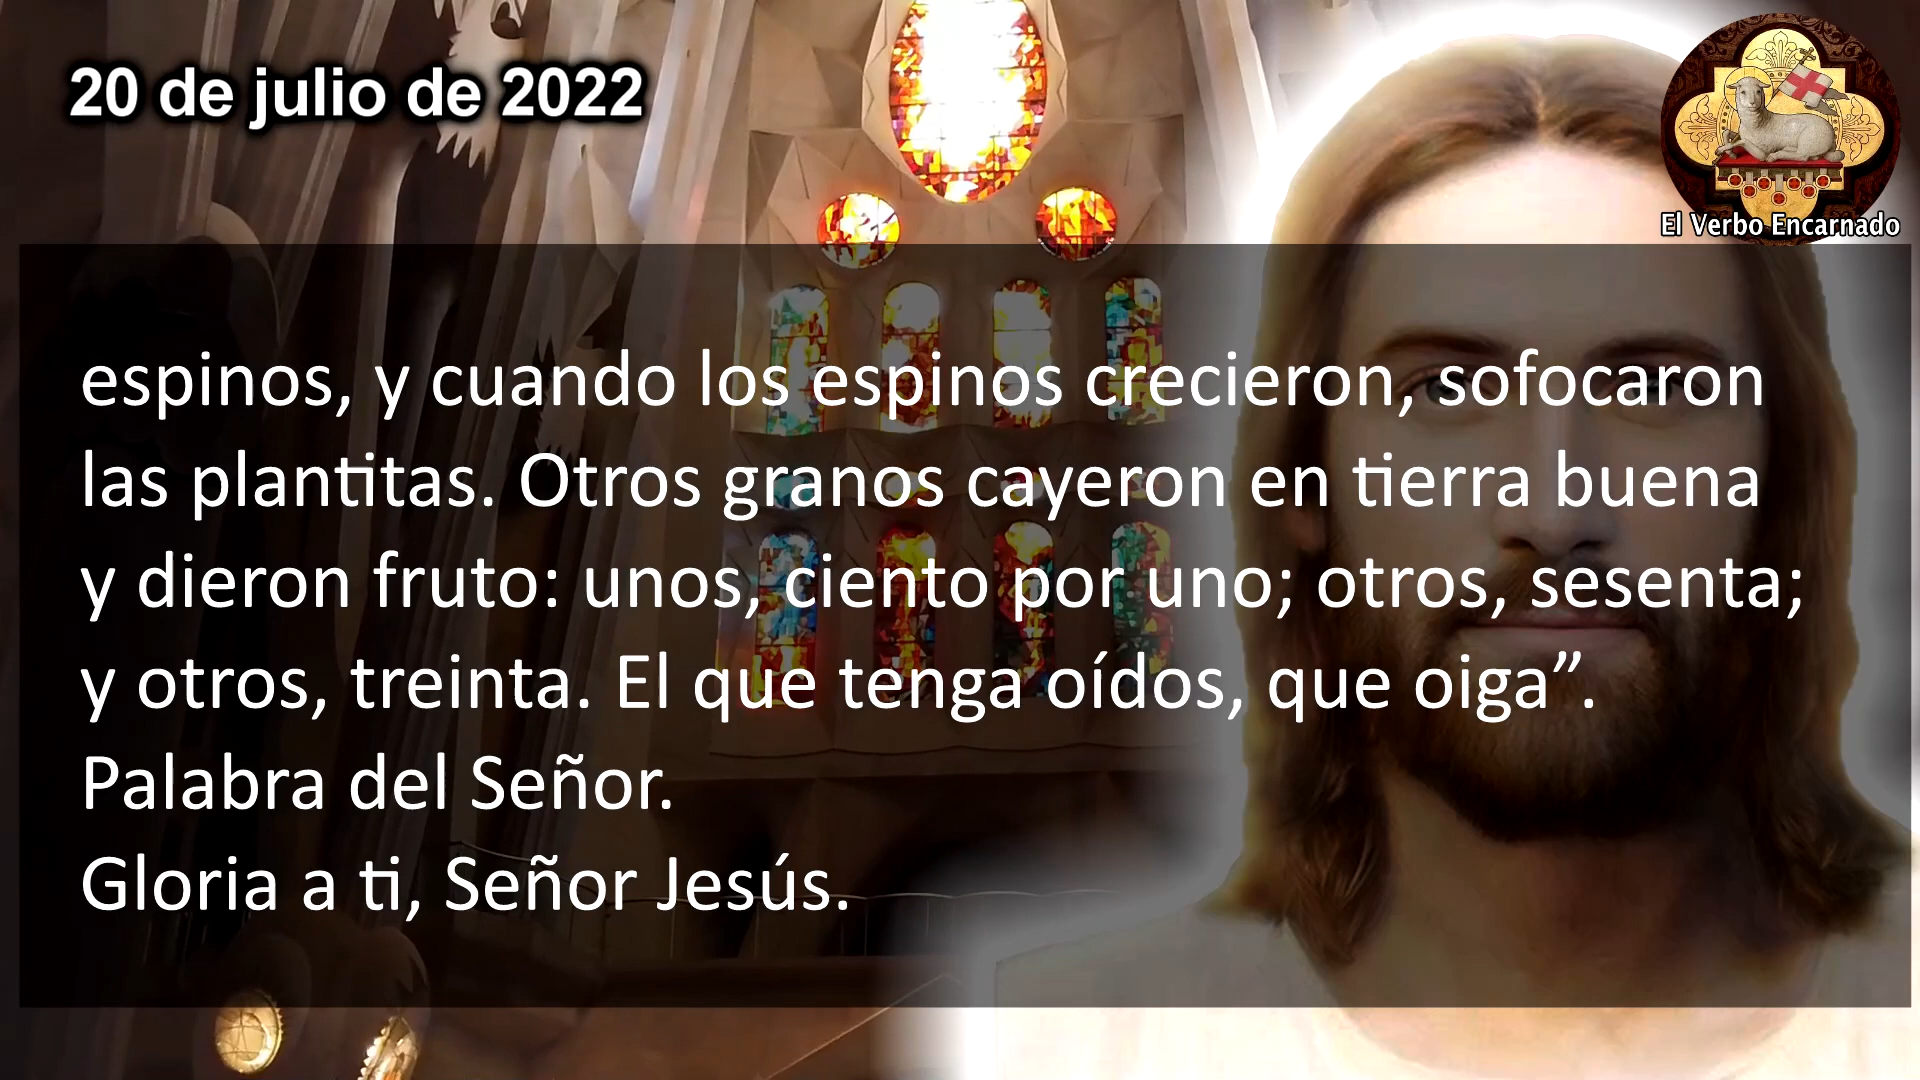 20 de julio de 2022
El Verbo Encarnado
espinos, y cuando los espinos crecieron, sofocaron
las plantitas. Otros granos cayeron en tierra buena
y dieron fruto: unos, ciento por uno; otros, sesenta;
y otros, treinta. El que tenga oídos, que oiga”.
Palabra del Señor.
Gloria a ti, Señor Jesús.